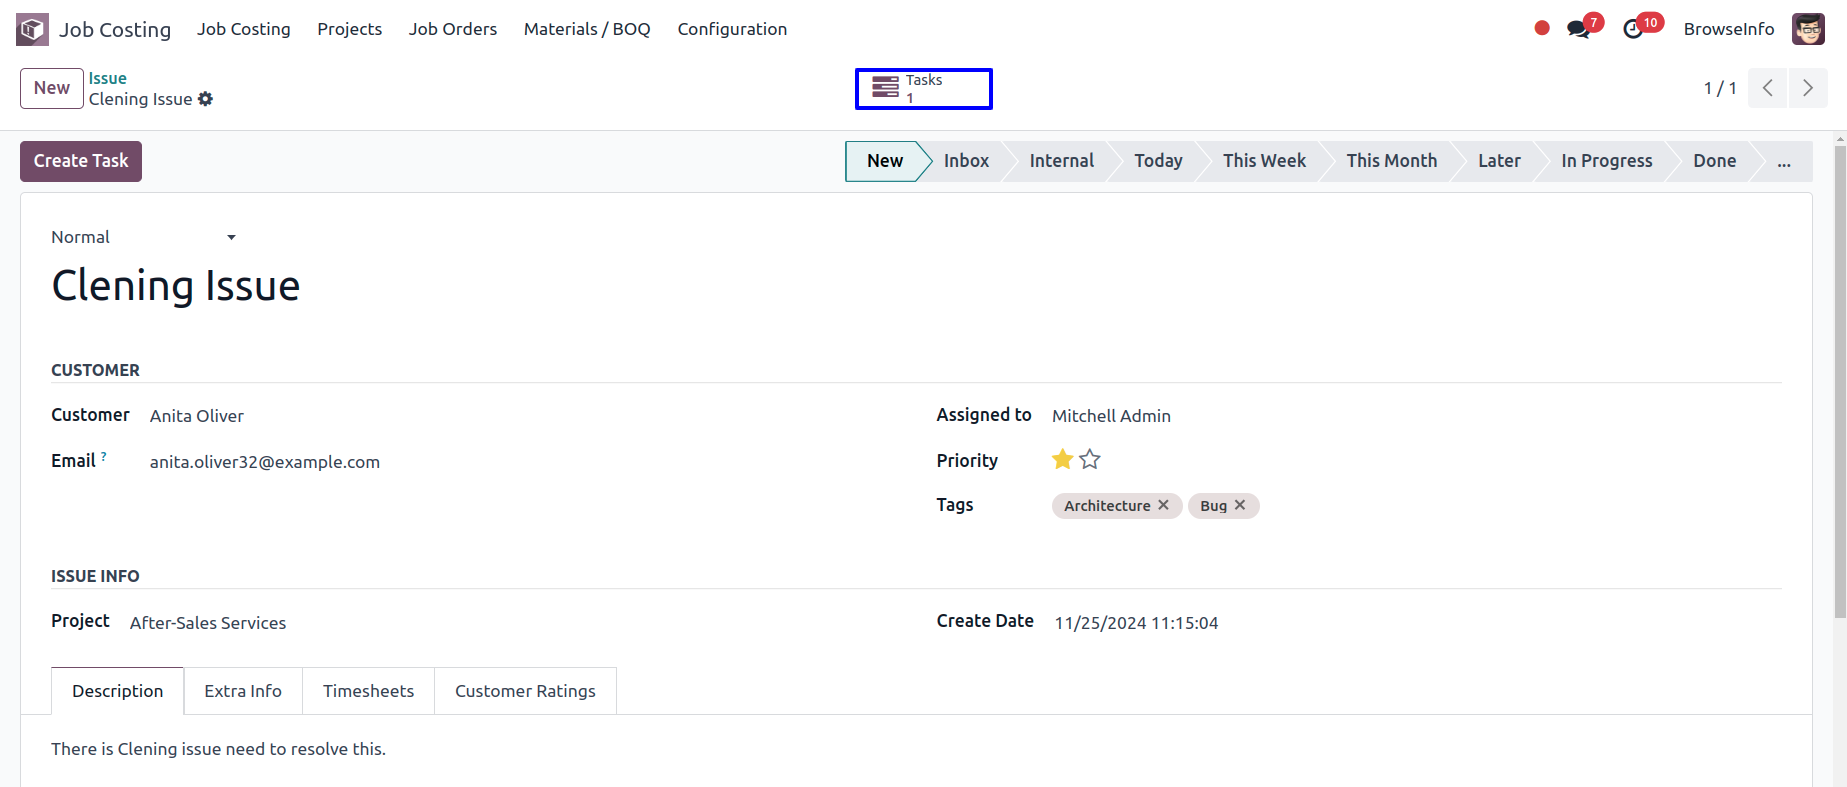 Job Costing Job Costing Projects Job Orders Materials / BOQ Configuration 7 10 BrowseInfo
New Issue Tasks
Clening Issue 1 1 / 1
Create Task New Inbox Internal Today This Week This Month Later In Progress Done ...
Normal
Clening Issue
CUSTOMER
Customer Anita Oliver Assigned to Mitchell Admin
Email ? anita.oliver32@example.com Priority
Tags Architecture ✕ Bug ✕
ISSUE INFO
Project After-Sales Services Create Date 11/25/2024 11:15:04
Description Extra Info Timesheets Customer Ratings
There is Clening issue need to resolve this.